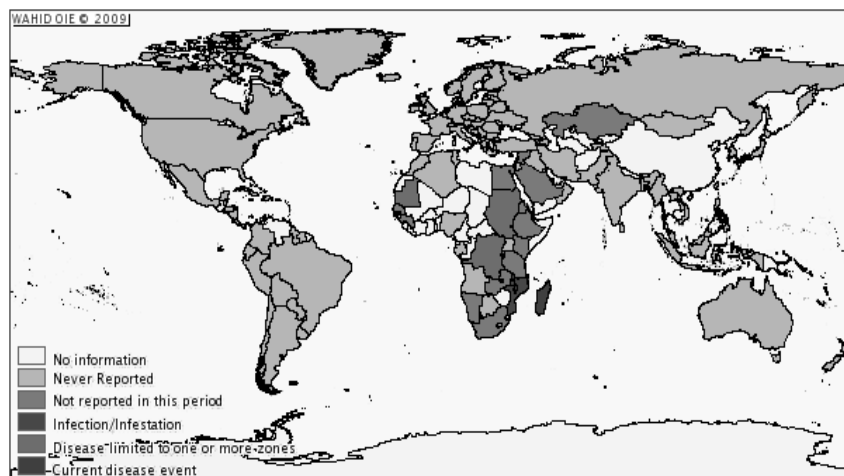 WAHID OIE © 2009
No information
Never Reported
Not reported in this period
Infection/Infestation
Disease limited to one or more zones
Current disease event